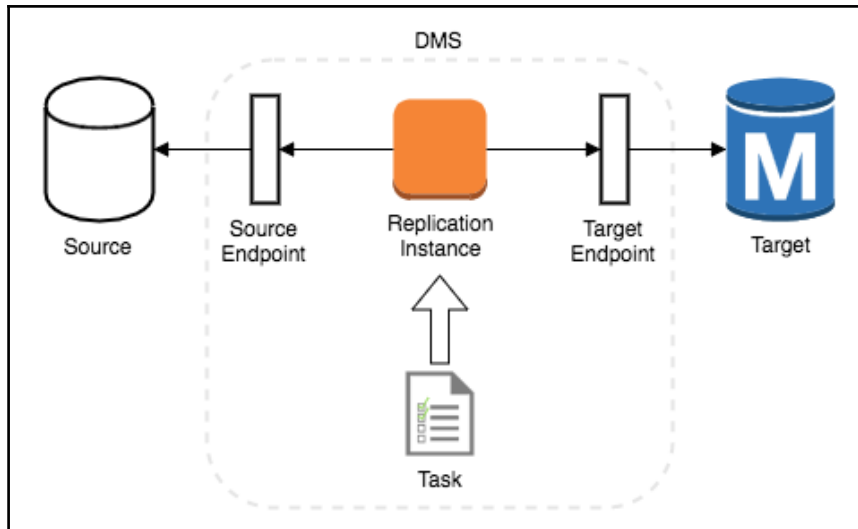 DMS
M
Source
Source
Endpoint
Replication
Instance
Target
Endpoint
Target
Task